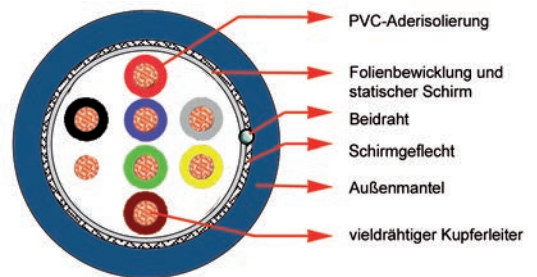 PVC-Aderisolierung
Folienbewicklung und
statischer Schirm
Beidraht
Schirmgeflecht
Außenmantel
vieldrähtiger Kupferleiter